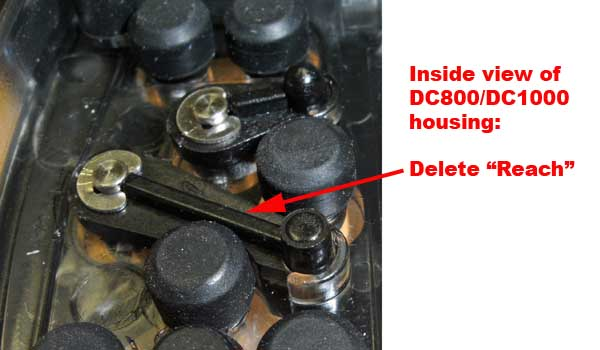 Inside view of
DC800/DC1000
housing:
Delete “Reach”